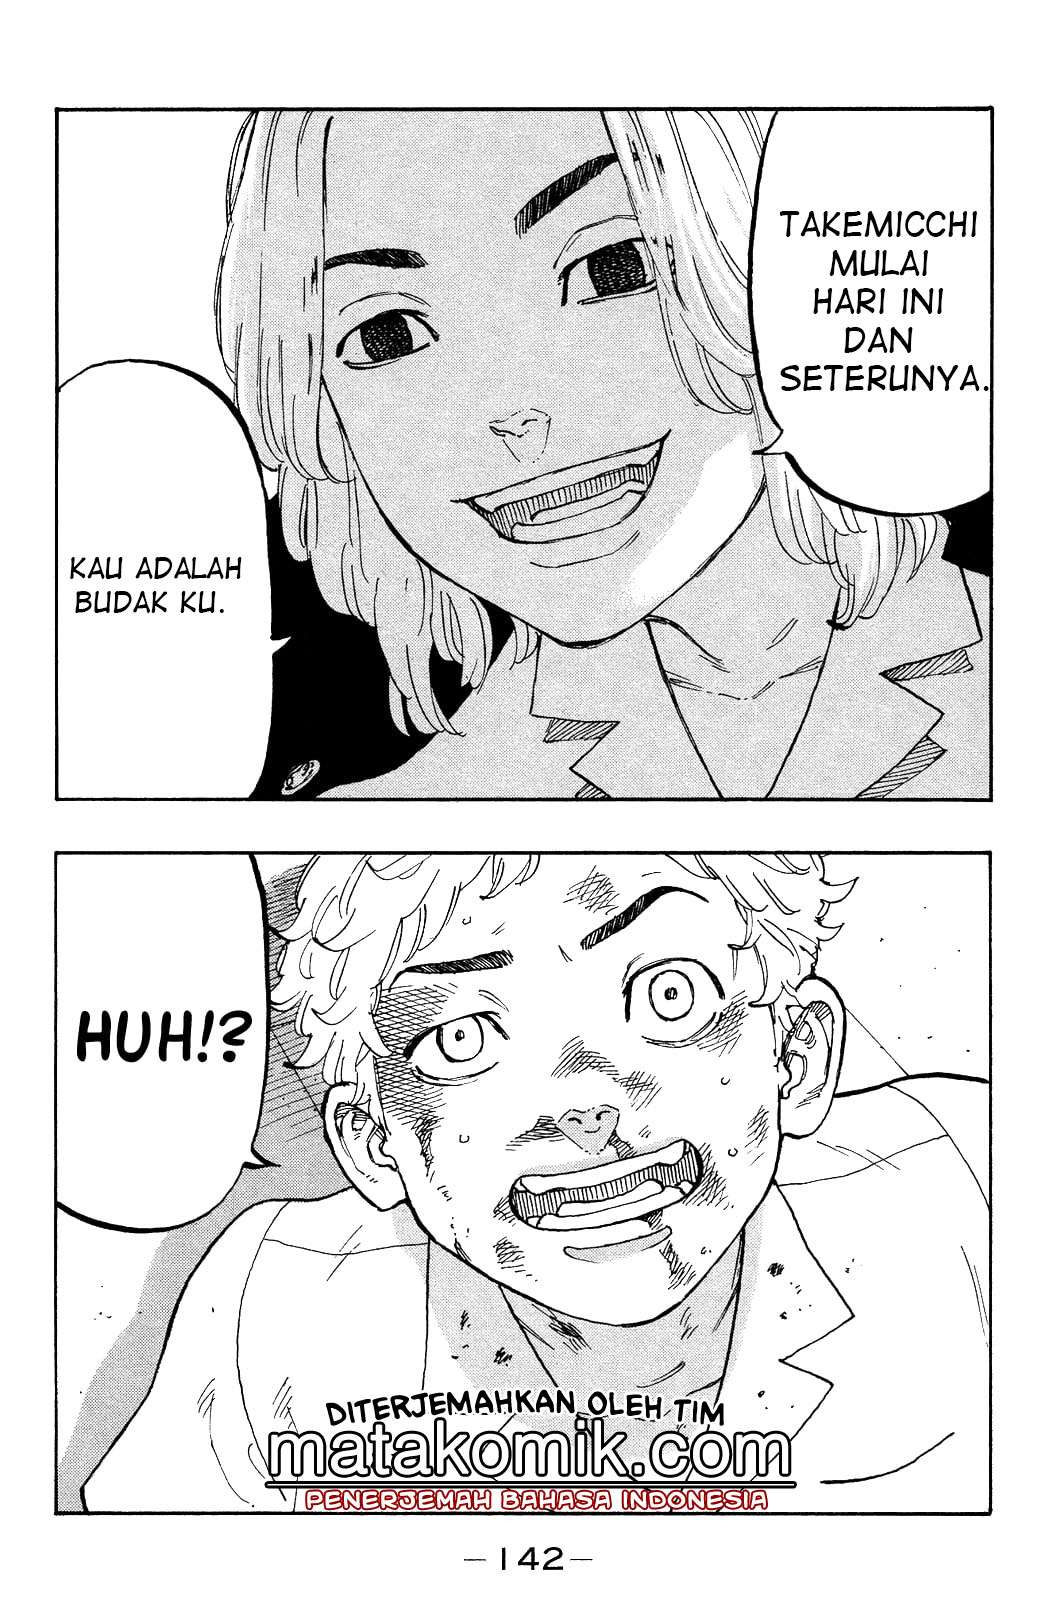 TAKEMICCHI
MULAI
HARI INI
DAN
SETERUNYA.
KAU ADALAH
BUDAK KU.
HUH!?
DITERJEMAHKAN OLEH TIM
matakomik.com
PENERJEMAH BAHASA INDONESIA
—142—